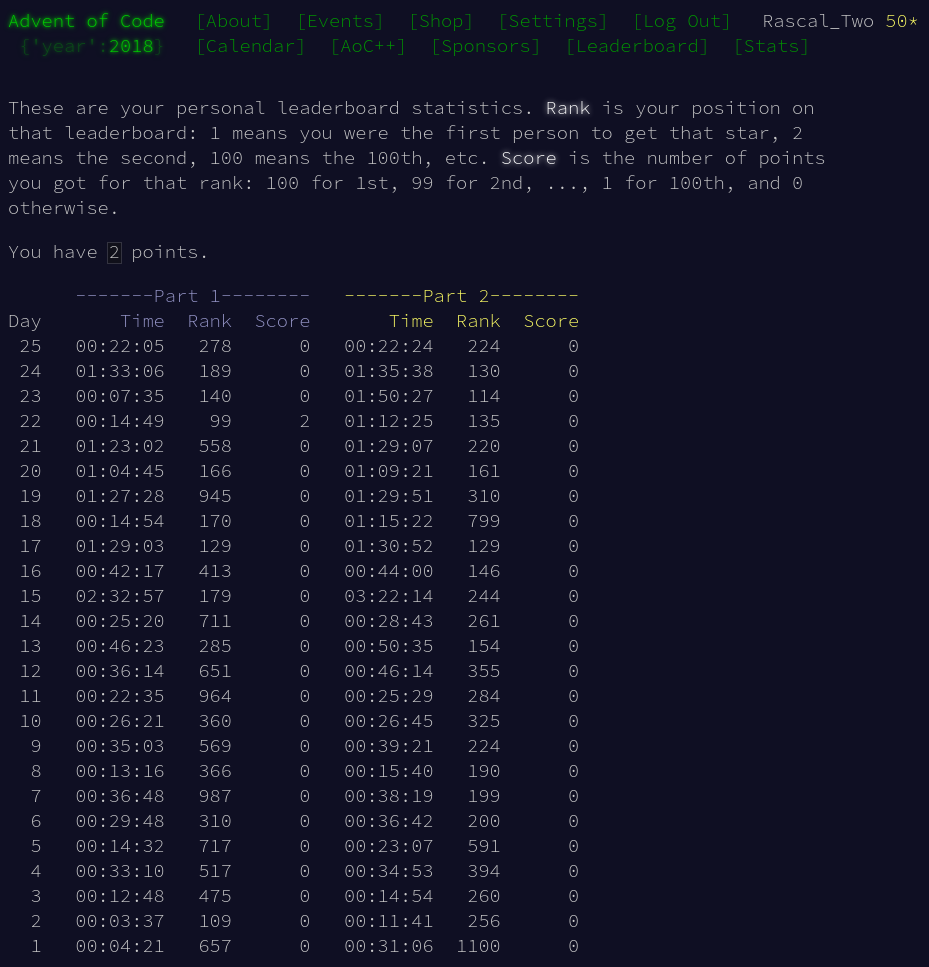 Advent of Code [About] [Events] [Shop] [Settings] [Log Out] Rascal_Two 50*
{'year':2018} [Calendar] [AoC++] [Sponsors] [Leaderboard] [Stats]
These are your personal leaderboard statistics. Rank is your position on
that leaderboard: 1 means you were the first person to get that star, 2
means the second, 100 means the 100th, etc. Score is the number of points
you got for that rank: 100 for 1st, 99 for 2nd, ..., 1 for 100th, and 0
otherwise.
You have 2 points.
-------Part 1-------- -------Part 2--------
Day Time Rank Score Time Rank Score
25 00:22:05 278 0 00:22:24 224 0
24 01:33:06 189 0 01:35:38 130 0
23 00:07:35 140 0 01:50:27 114 0
22 00:14:49 99 2 01:12:25 135 0
21 01:23:02 558 0 01:29:07 220 0
20 01:04:45 166 0 01:09:21 161 0
19 01:27:28 945 0 01:29:51 310 0
18 00:14:54 170 0 01:15:22 799 0
17 01:29:03 129 0 01:30:52 129 0
16 00:42:17 413 0 00:44:00 146 0
15 02:32:57 179 0 03:22:14 244 0
14 00:25:20 711 0 00:28:43 261 0
13 00:46:23 285 0 00:50:35 154 0
12 00:36:14 651 0 00:46:14 355 0
11 00:22:35 964 0 00:25:29 284 0
10 00:26:21 360 0 00:26:45 325 0
9 00:35:03 569 0 00:39:21 224 0
8 00:13:16 366 0 00:15:40 190 0
7 00:36:48 987 0 00:38:19 199 0
6 00:29:48 310 0 00:36:42 200 0
5 00:14:32 717 0 00:23:07 591 0
4 00:33:10 517 0 00:34:53 394 0
3 00:12:48 475 0 00:14:54 260 0
2 00:03:37 109 0 00:11:41 256 0
1 00:04:21 657 0 00:31:06 1100 0